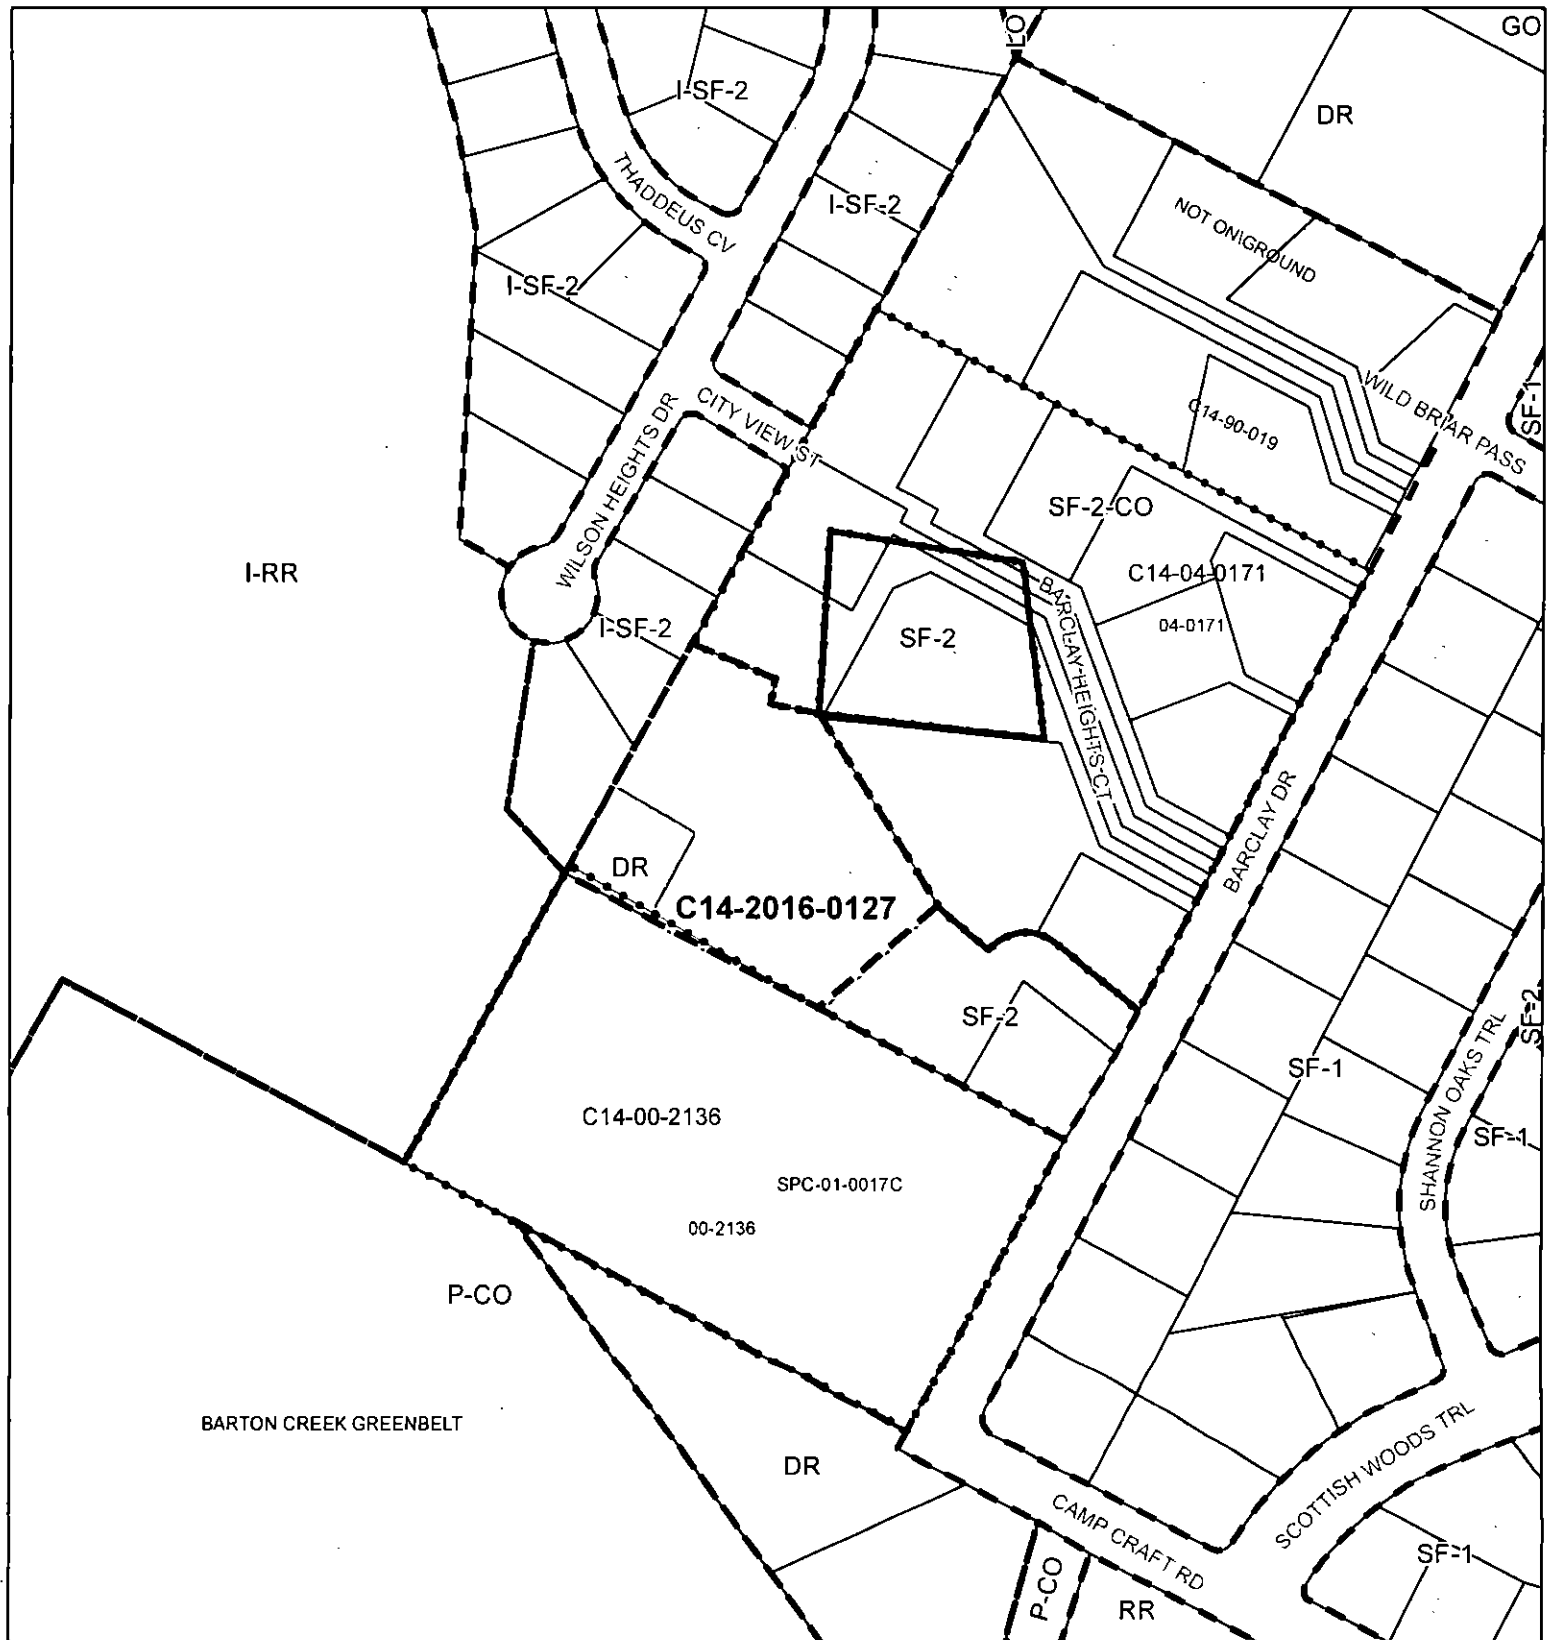 LO
GO
I-SF-2
DR
THADDEUS CV
I-SF-2
NOT ON GROUND
I-SF-2
WILD BRIAR PASS
SF-1
CITY VIEW ST
C14-90-019
WILSON HEIGHTS DR
SF-2-CO
I-RR
C14-04-0171
BARCLAY HEIGHTS CT
04-0171
I-SF-2
SF-2
BARCLAY DR
DR
C14-2016-0127
SF-2
SF-2
SHANNON OAKS TRL
SF-1
C14-00-2136
SF-1
SPC-01-0017C
00-2136
P-CO
BARTON CREEK GREENBELT
DR
SCOTTISH WOODS TRL
CAMP CRAFT RD
SF-1
P-CO
RR